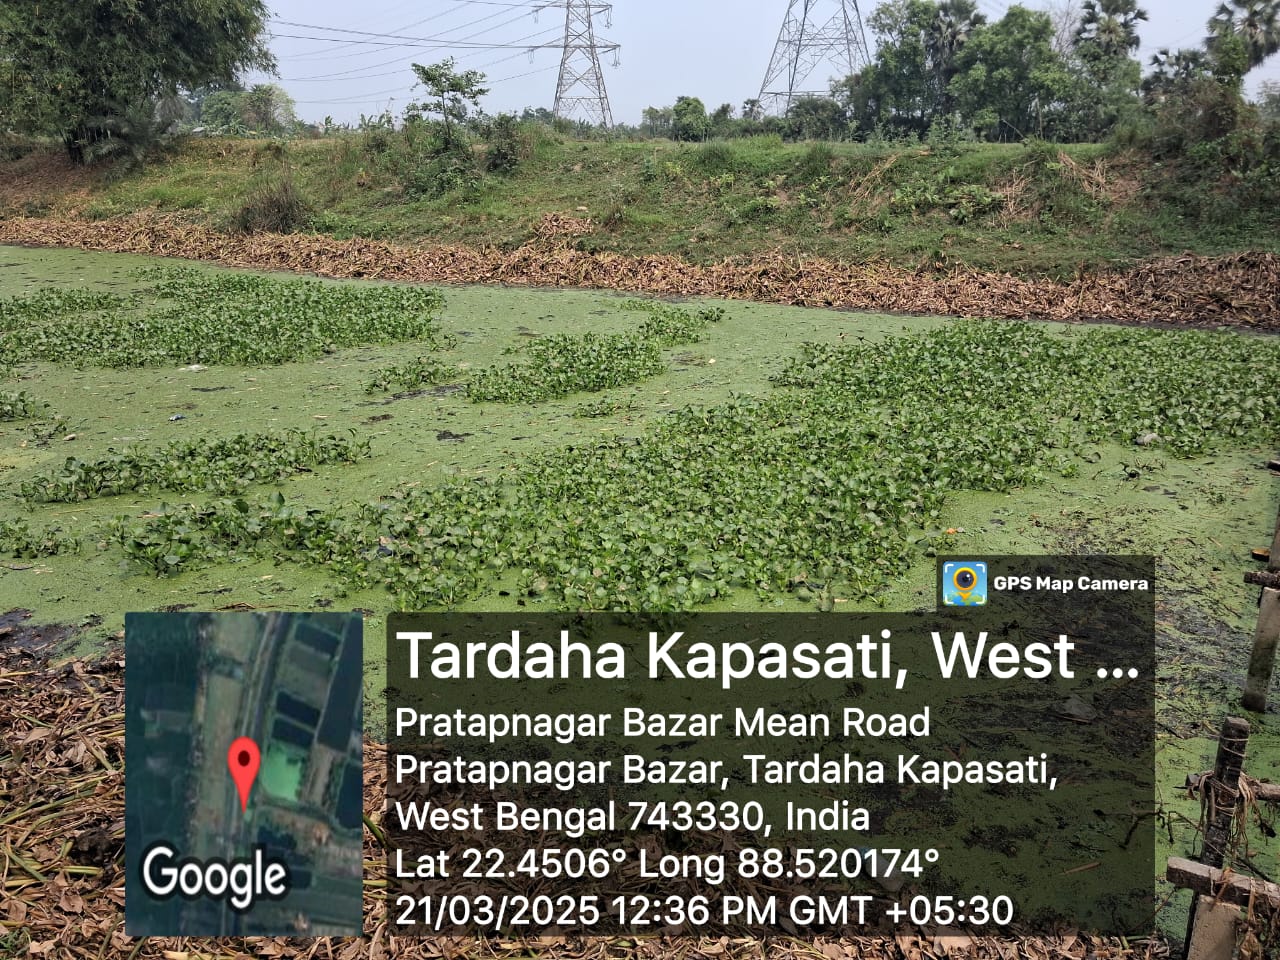 GPS Map Camera
Tardaha Kapasati, West ...
Pratapnagar Bazar Mean Road
Pratapnagar Bazar, Tardaha Kapasati,
West Bengal 743330, India
Lat 22.4506° Long 88.520174°
21/03/2025 12:36 PM GMT +05:30
Google